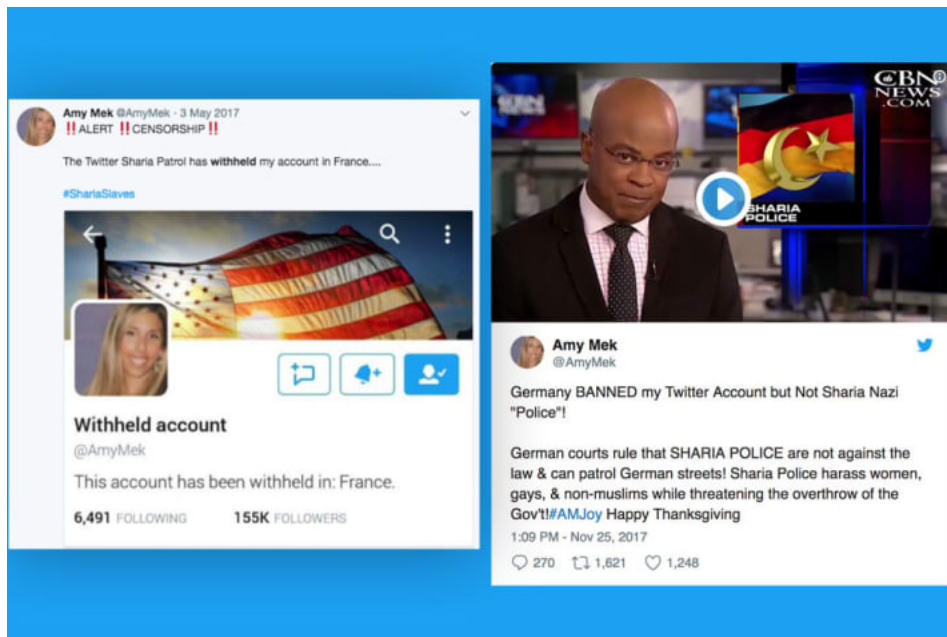 Amy Mek @AmyMek · 3 May 2017
‼️ALERT ‼️CENSORSHIP‼️
The Twitter Sharia Patrol has withheld my account in France....
#ShariaSlaves
Withheld account
@AmyMek
This account has been withheld in: France.
6,491 FOLLOWING 155K FOLLOWERS
CBN
NEWS
.COM
SHARIA
POLICE
Amy Mek
@AmyMek
Germany BANNED my Twitter Account but Not Sharia Nazi
"Police"!
German courts rule that SHARIA POLICE are not against the
law & can patrol German streets! Sharia Police harass women,
gays, & non-muslims while threatening the overthrow of the
Gov't!#AMJoy Happy Thanksgiving
1:09 PM - Nov 25, 2017
270 1,621 1,248